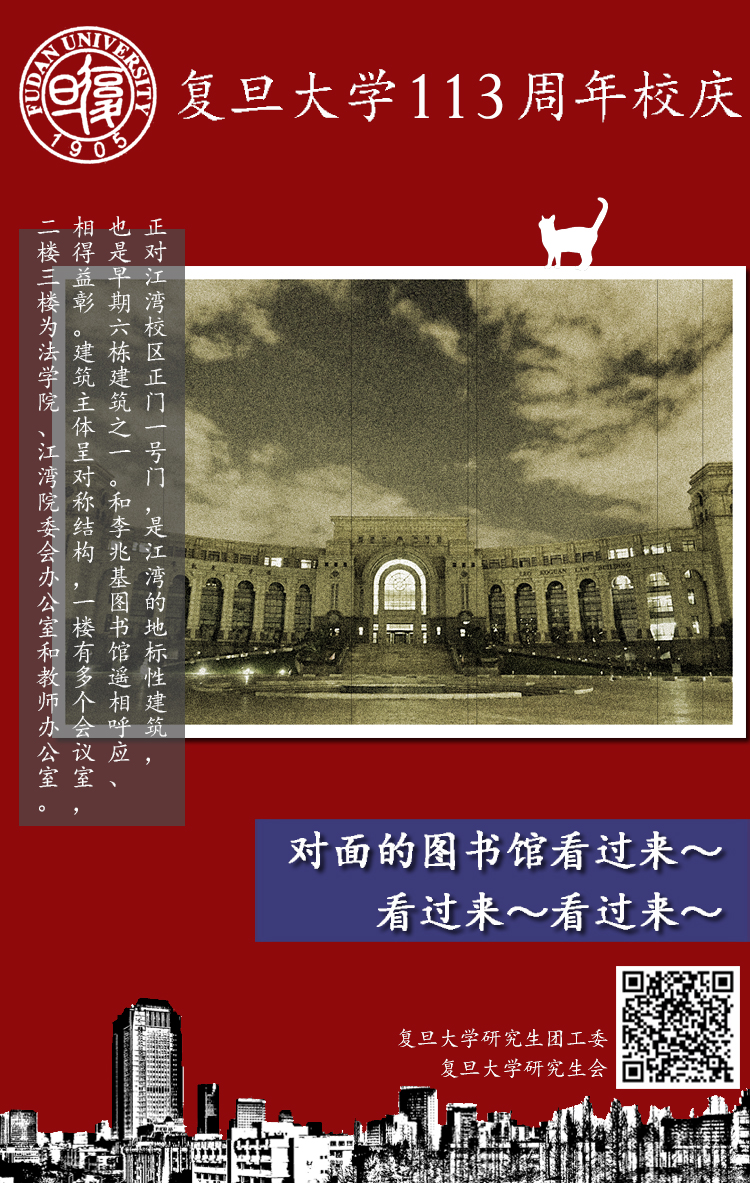 FUDAN UNIVERSITY
1905
复旦大学113周年校庆
正对江湾校区正门一号门，是江湾的地标性建筑，
也是早期六栋建筑之一。和李兆基图书馆遥相呼应、
相得益彰。建筑主体呈对称结构，一楼有多个会议室，
二楼三楼为法学院、江湾院委会办公室和教师办公室。
LEO KOGUAN LAW BUILDING
对面的图书馆看过来～
看过来～看过来～
复旦大学研究生团工委
复旦大学研究生会